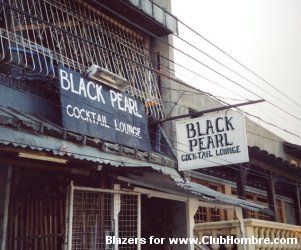 BLACK PEARL
COCKTAIL LOUNGE
BLACK
PEARL
COCKTAIL LOUNGE
Blazers for www.ClubHombre.com